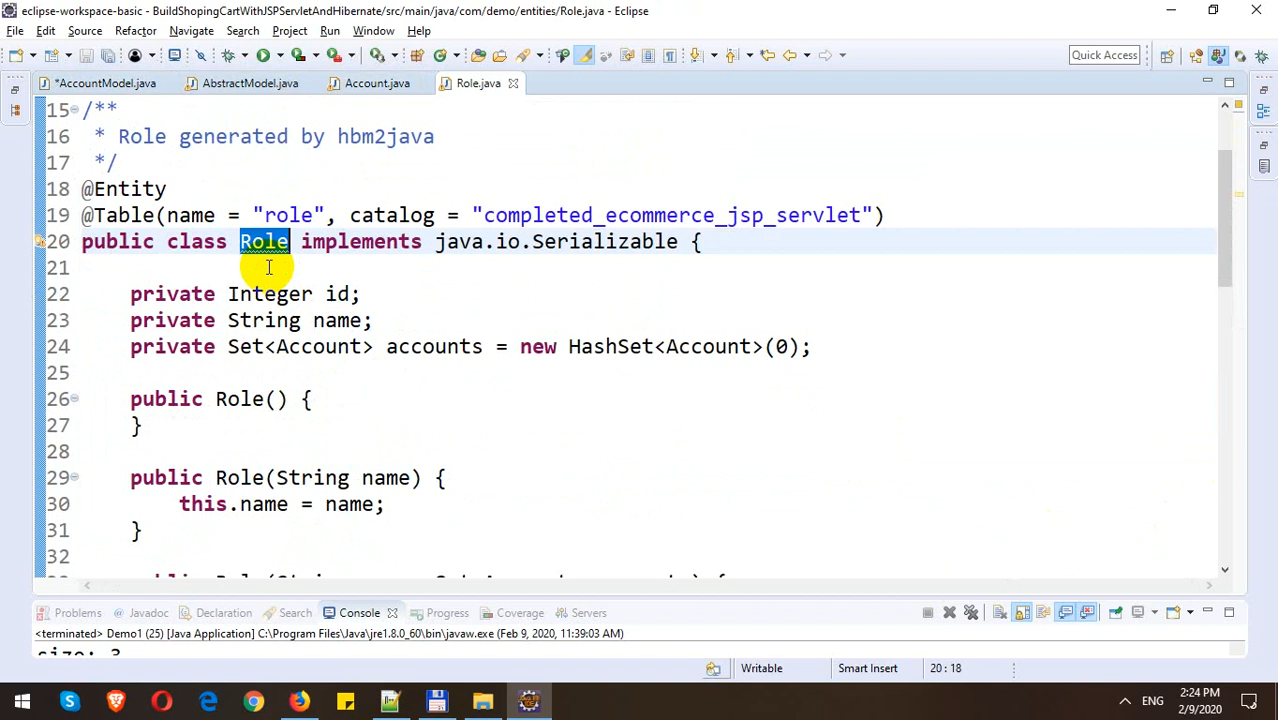 eclipse-workspace-basic - BuildShopingCartWithJSPServletAndHibernate/src/main/java/com/demo/entities/Role.java - Eclipse
File Edit Source Refactor Navigate Search Project Run Window Help
Quick Access
*AccountModel.java AbstractModel.java Account.java Role.java
15 /**
16  * Role generated by hbm2java
17  */
18 @Entity
19 @Table(name = "role", catalog = "completed_ecommerce_jsp_servlet")
20 public class Role implements java.io.Serializable {
21
22     private Integer id;
23     private String name;
24     private Set<Account> accounts = new HashSet<Account>(0);
25
26     public Role() {
27     }
28
29     public Role(String name) {
30         this.name = name;
31     }
32
Problems Javadoc Declaration Search Console Progress Coverage Servers
<terminated> Demo1 (25) [Java Application] C:\Program Files\Java\jre1.8.0_60\bin\javaw.exe (Feb 9, 2020, 11:39:03 AM)
size: 3
Writable Smart Insert 20 : 18
ENG
2:24 PM
2/9/2020